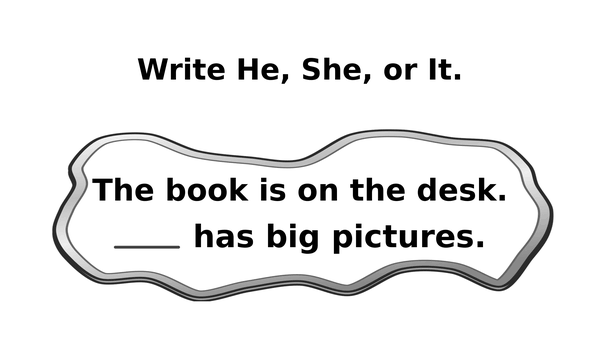 Write He, She, or It.
The book is on the desk.
____ has big pictures.